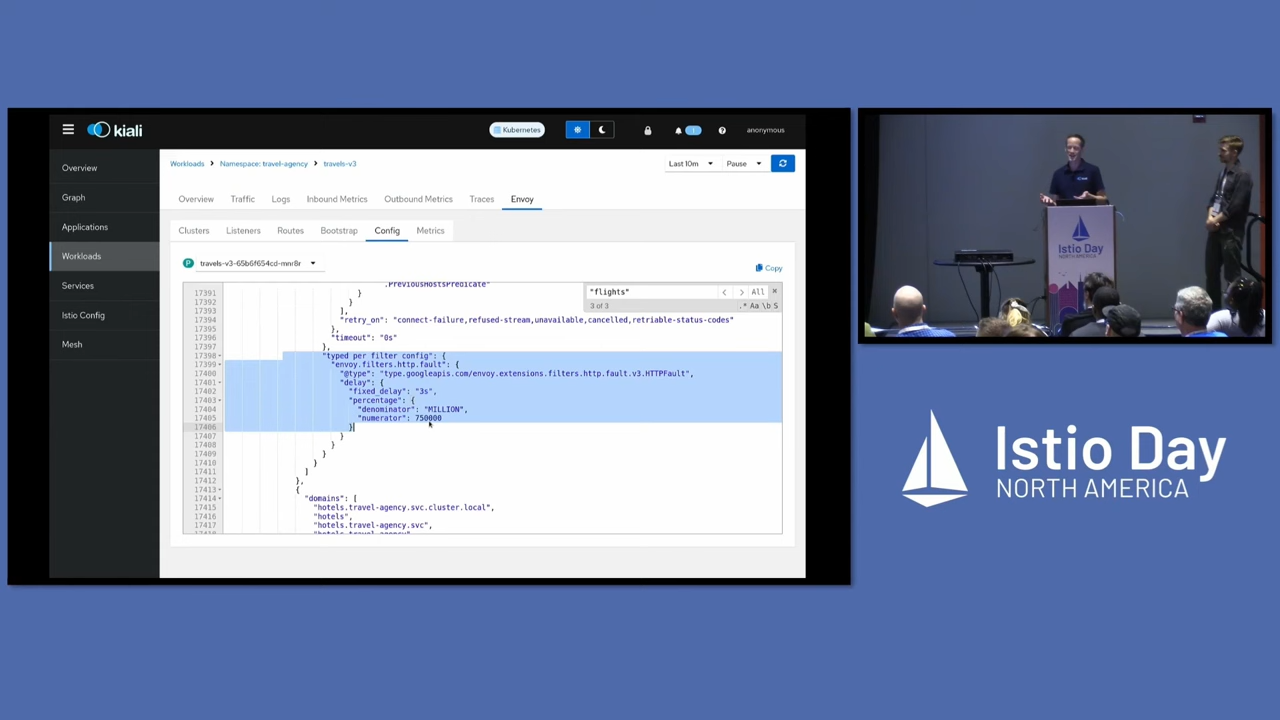 kiali
Kubernetes
anonymous
Overview
Graph
Applications
Workloads
Services
Istio Config
Mesh
Workloads > Namespace: travel-agency > travels-v3
Last 10m
Pause
Overview Traffic Logs Inbound Metrics Outbound Metrics Traces Envoy
Clusters Listeners Routes Bootstrap Config Metrics
P travels-v3-65b6f654cd-mnr8r
Copy
"flights" All
3 of 3 .* Aa \b S
.PreviousHostsPredicate"
17391 }
17392 }
17393 ],
17394 "retry_on": "connect-failure,refused-stream,unavailable,cancelled,retriable-status-codes"
17395 },
17396 "timeout": "0s"
17397 },
17398 "typed_per_filter_config": {
17399 "envoy.filters.http.fault": {
17400 "@type": "type.googleapis.com/envoy.extensions.filters.http.fault.v3.HTTPFault",
17401 "delay": {
17402 "fixed_delay": "3s",
17403 "percentage": {
17404 "denominator": "MILLION",
17405 "numerator": 750000
17406 }
17407 }
17408 }
17409 }
17410 }
17411 ]
17412 },
17413 {
17414 "domains": [
17415 "hotels.travel-agency.svc.cluster.local",
17416 "hotels",
17417 "hotels.travel-agency.svc",
Istio Day
NORTH AMERICA
Istio Day
NORTH AMERICA